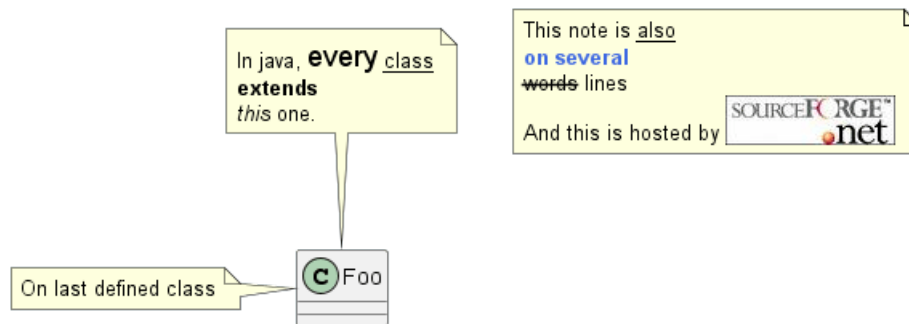 In java, every class
extends
this one.
This note is also
on several
words lines
And this is hosted by SOURCEFORGE™
.net
On last defined class
C Foo